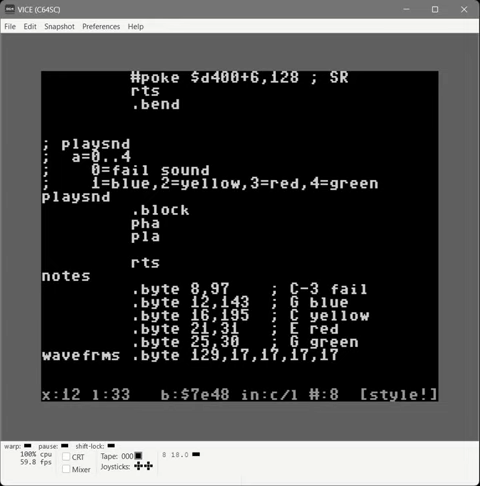 VICE (C64SC)
File Edit Snapshot Preferences Help
#poke $d400+6,128 ; SR
rts
.bend
; playsnd
;  a=0..4
;    0=fail sound
;    1=blue,2=yellow,3=red,4=green
playsnd
.block
pha
pla
rts
notes
.byte 8,97 ; C-3 fail
.byte 12,143 ; G blue
.byte 16,195 ; C yellow
.byte 21,31 ; E red
.byte 25,30 ; G green
wavefrms .byte 129,17,17,17,17
x:12 l:33 b:$7e48 in:c/l #:8 [style!]
warp: pause: shift-lock:
100% cpu CRT Tape: 000 8 18.0
59.8 fps Mixer Joysticks: